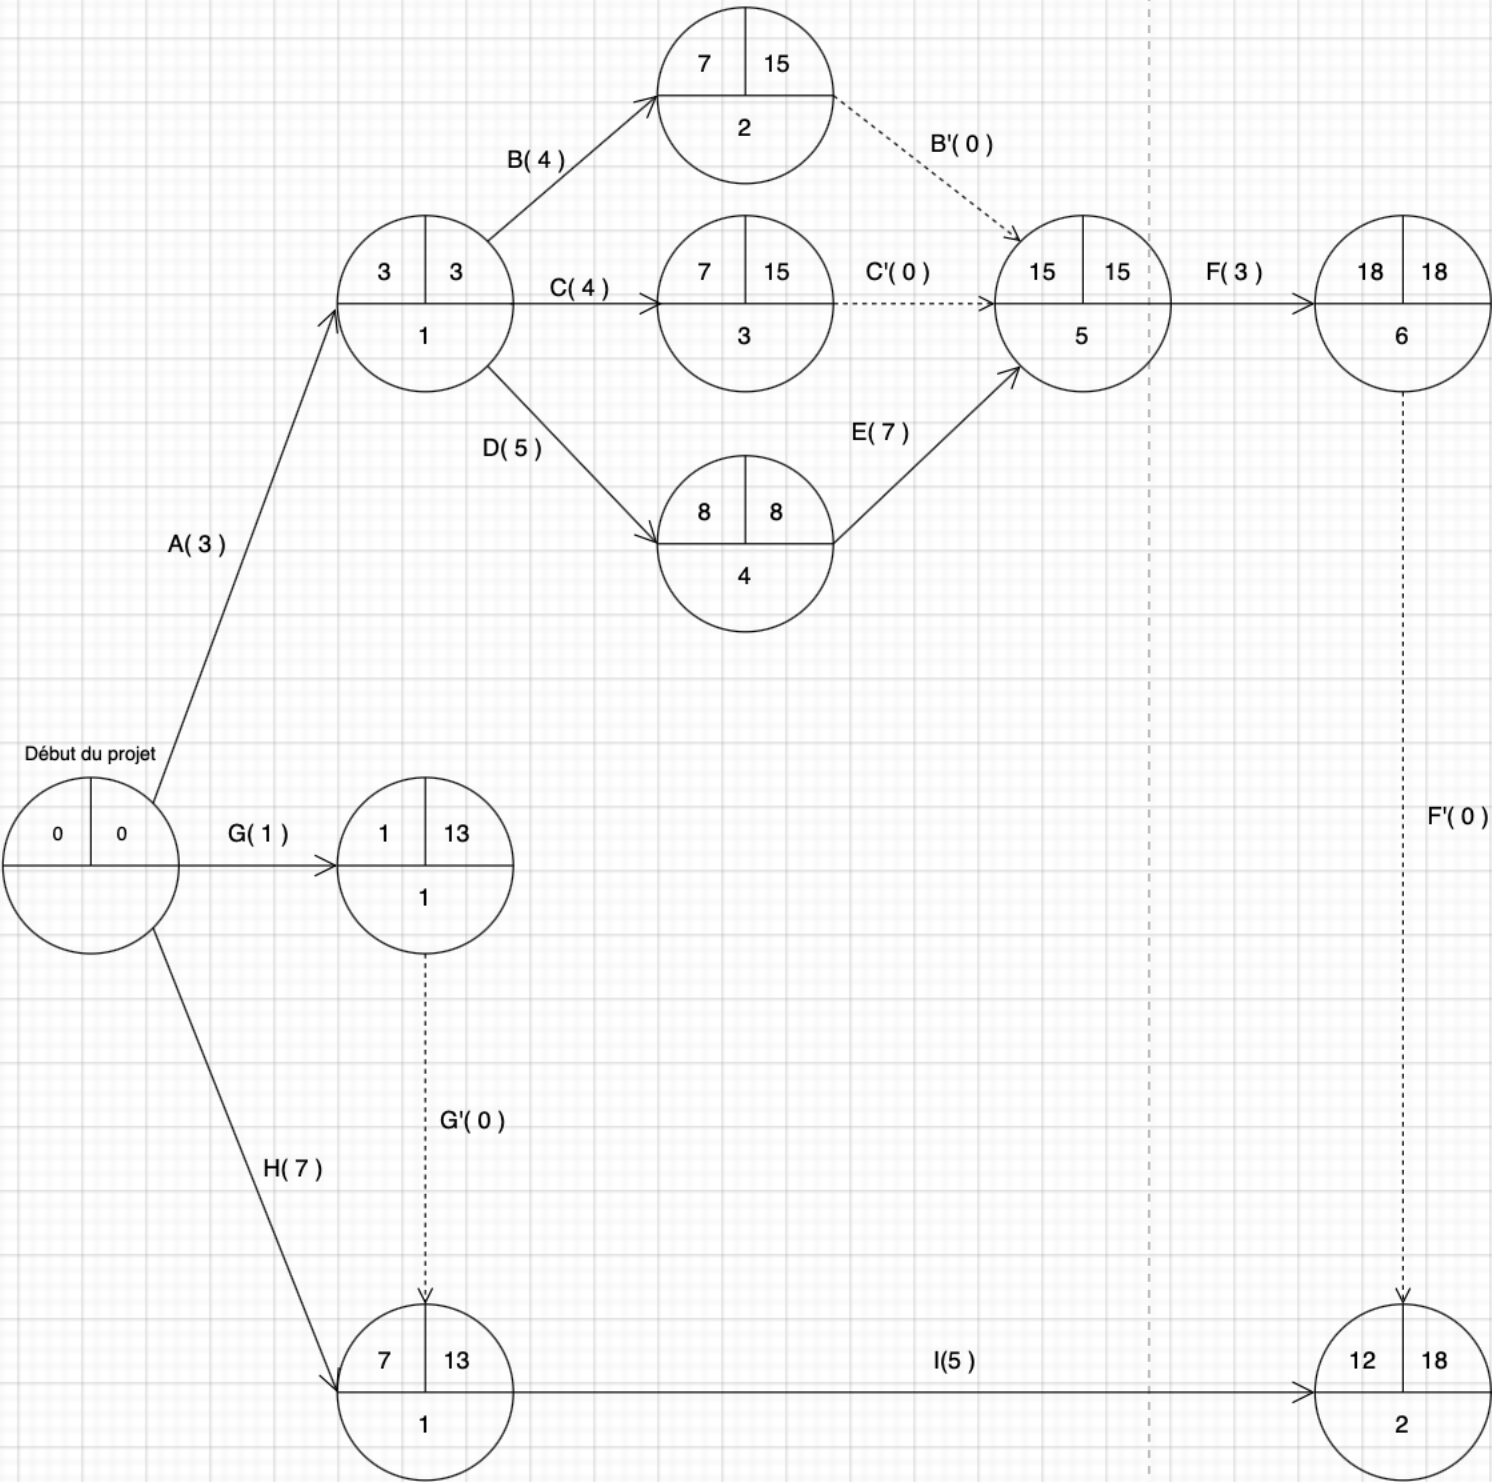 7 15
2
B( 4 )
B'( 0 )
3 3
1
C( 4 )
7 15
3
C'( 0 )
15 15
5
F( 3 )
18 18
6
D( 5 )
E( 7 )
8 8
4
A( 3 )
Début du projet
0 0
G( 1 )
1 13
1
F'( 0 )
G'( 0 )
H( 7 )
7 13
1
I(5 )
12 18
2